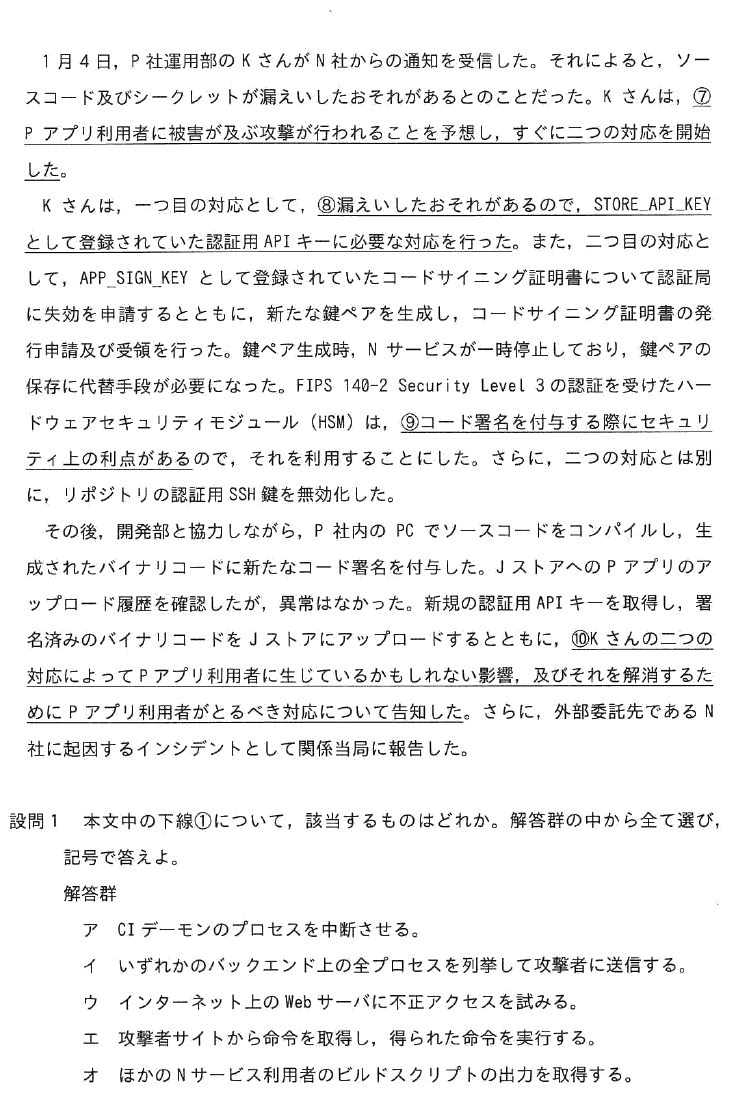 1月4日，P社運用部のKさんがN社からの通知を受信した。それによると，ソー
スコード及びシークレットが漏えいしたおそれがあるとのことだった。Kさんは，⑦
Pアプリ利用者に被害が及ぶ攻撃が行われることを予想し，すぐに二つの対応を開始
した。
Kさんは，一つ目の対応として，⑧漏えいしたおそれがあるので，STORE_API_KEY
として登録されていた認証用APIキーに必要な対応を行った。また，二つ目の対応と
して，APP_SIGN_KEYとして登録されていたコードサイニング証明書について認証局
に失効を申請するとともに，新たな鍵ペアを生成し，コードサイニング証明書の発
行申請及び受領を行った。鍵ペア生成時，Nサービスが一時停止しており，鍵ペアの
保存に代替手段が必要になった。FIPS 140-2 Security Level 3の認証を受けたハー
ドウェアセキュリティモジュール（HSM）は，⑨コード署名を付与する際にセキュリ
ティ上の利点があるので，それを利用することにした。さらに，二つの対応とは別
に，リポジトリの認証用SSH鍵を無効化した。
その後，開発部と協力しながら，P社内のPCでソースコードをコンパイルし，生
成されたバイナリコードに新たなコード署名を付与した。JストアへのPアプリのア
ップロード履歴を確認したが，異常はなかった。新規の認証用APIキーを取得し，署
名済みのバイナリコードをJストアにアップロードするとともに，⑩Kさんの二つの
対応によってPアプリ利用者に生じているかもしれない影響，及びそれを解消するた
めにPアプリ利用者がとるべき対応について告知した。さらに，外部委託先であるN
社に起因するインシデントとして関係当局に報告した。
設問1 本文中の下線①について，該当するものはどれか。解答群の中から全て選び，
記号で答えよ。
解答群
ア CIデーモンのプロセスを中断させる。
イ いずれかのバックエンド上の全プロセスを列挙して攻撃者に送信する。
ウ インターネット上のWebサーバに不正アクセスを試みる。
エ 攻撃者サイトから命令を取得し，得られた命令を実行する。
オ ほかのNサービス利用者のビルドスクリプトの出力を取得する。